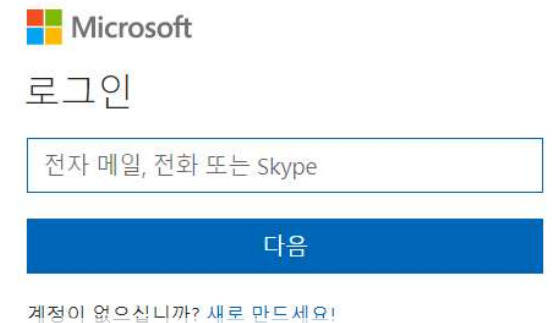 Microsoft
로그인
전자 메일, 전화 또는 Skype
다음
계정이 없으십니까? 새로 만드세요!